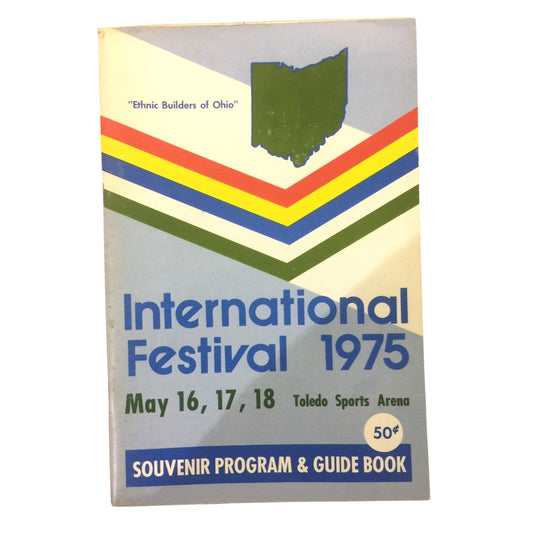 "Ethnic Builders of Ohio"
International
Festival 1975
May 16, 17, 18 Toledo Sports Arena
50¢
SOUVENIR PROGRAM & GUIDE BOOK